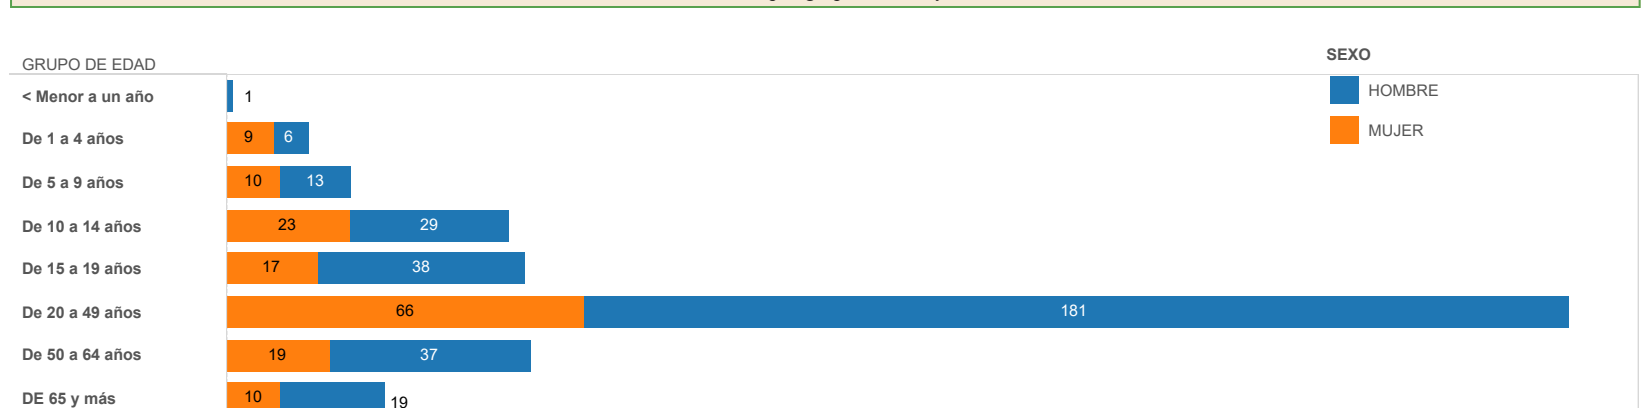 SEXO
GRUPO DE EDAD
HOMBRE
MUJER
< Menor a un año 1
De 1 a 4 años 9 6
De 5 a 9 años 10 13
De 10 a 14 años 23 29
De 15 a 19 años 17 38
De 20 a 49 años 66 181
De 50 a 64 años 19 37
DE 65 y más 10 19